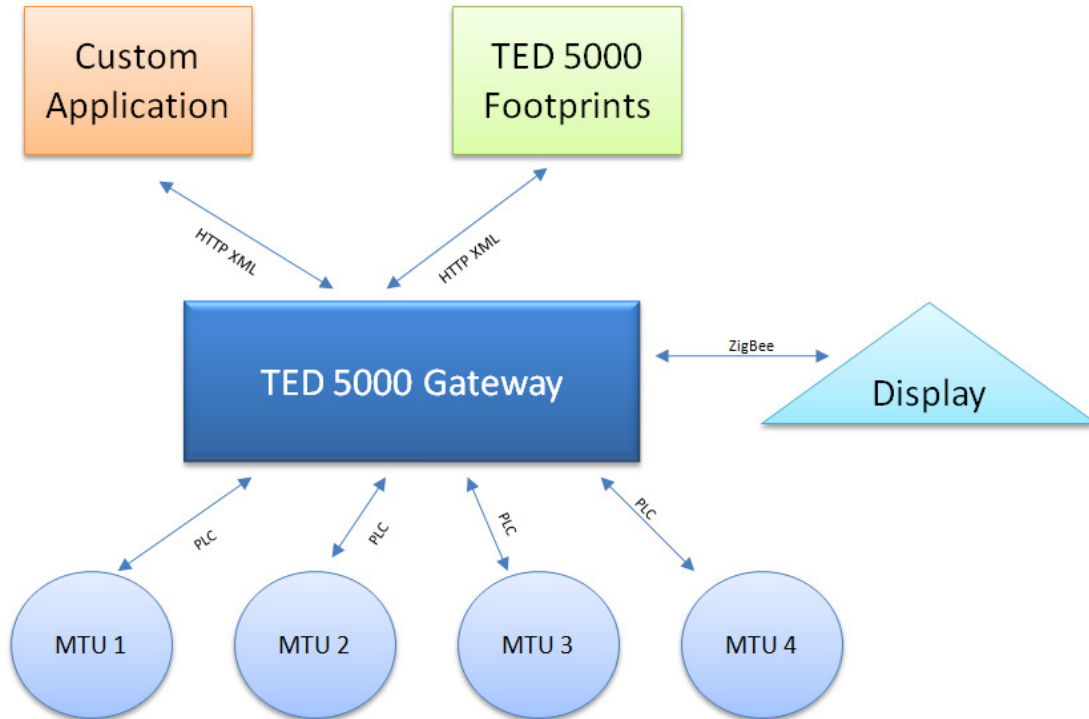 Custom
Application
TED 5000
Footprints
HTTP XML
HTTP XML
TED 5000 Gateway
ZigBee
Display
PLC
PLC
PLC
PLC
MTU 1
MTU 2
MTU 3
MTU 4